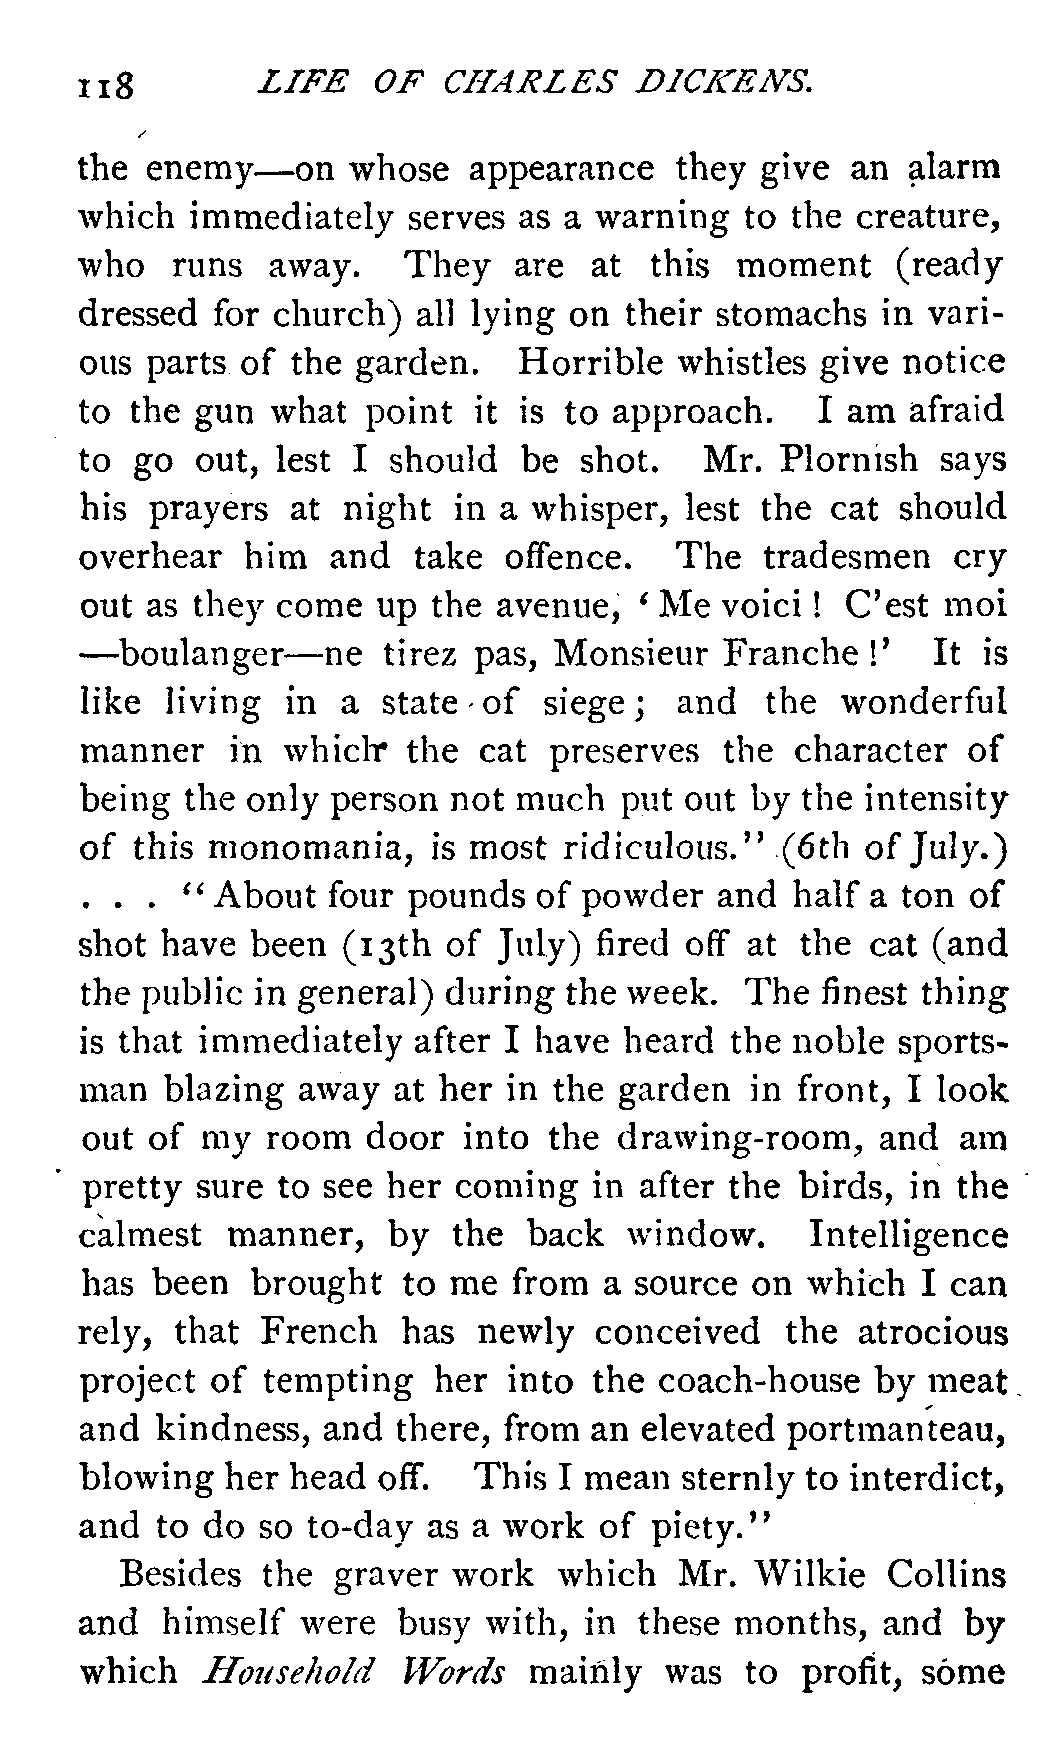 118 LIFE OF CHARLES DICKENS.
the enemy—on whose appearance they give an alarm
which immediately serves as a warning to the creature,
who runs away. They are at this moment (ready
dressed for church) all lying on their stomachs in vari-
ous parts of the garden. Horrible whistles give notice
to the gun what point it is to approach. I am afraid
to go out, lest I should be shot. Mr. Plornish says
his prayers at night in a whisper, lest the cat should
overhear him and take offence. The tradesmen cry
out as they come up the avenue, ‘Me voici! C’est moi
—boulanger—ne tirez pas, Monsieur Franche!’ It is
like living in a state of siege; and the wonderful
manner in which the cat preserves the character of
being the only person not much put out by the intensity
of this monomania, is most ridiculous.” (6th of July.)
. . . “About four pounds of powder and half a ton of
shot have been (13th of July) fired off at the cat (and
the public in general) during the week. The finest thing
is that immediately after I have heard the noble sports-
man blazing away at her in the garden in front, I look
out of my room door into the drawing-room, and am
pretty sure to see her coming in after the birds, in the
calmest manner, by the back window. Intelligence
has been brought to me from a source on which I can
rely, that French has newly conceived the atrocious
project of tempting her into the coach-house by meat
and kindness, and there, from an elevated portmanteau,
blowing her head off. This I mean sternly to interdict,
and to do so to-day as a work of piety.”
Besides the graver work which Mr. Wilkie Collins
and himself were busy with, in these months, and by
which Household Words mainly was to profit, some